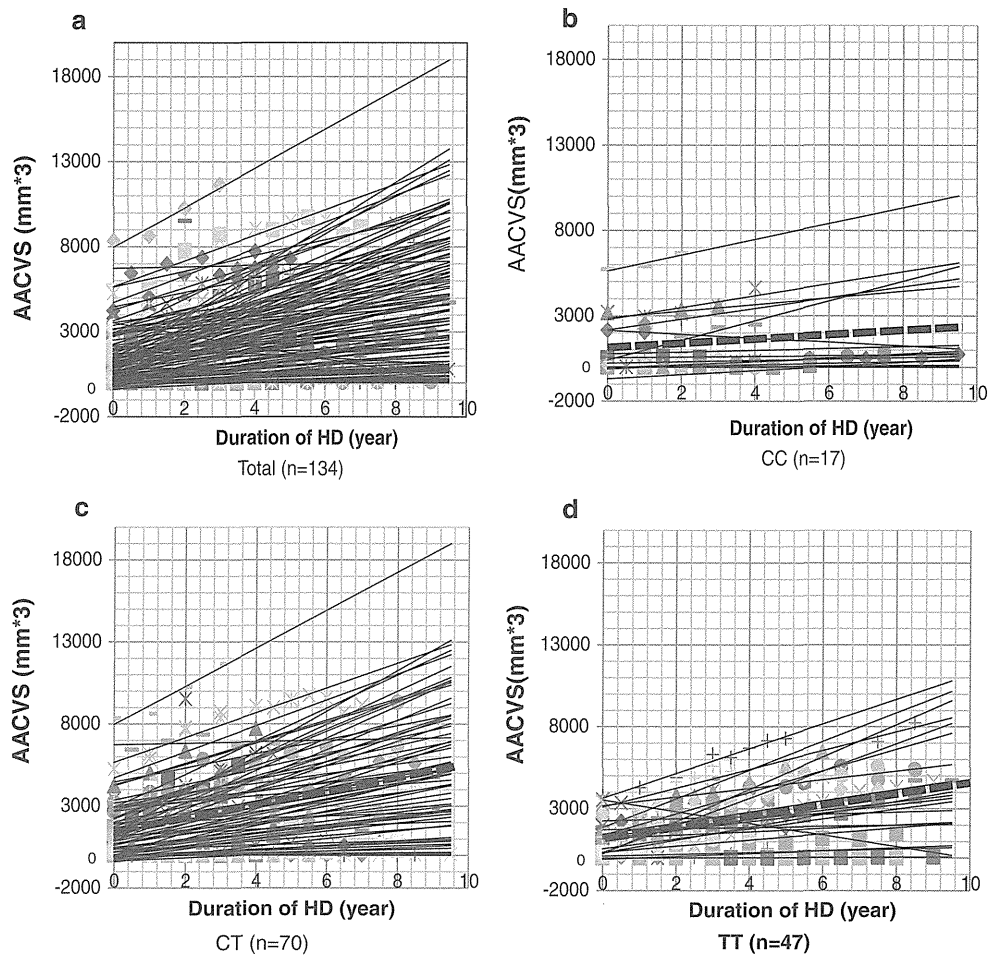 a
AACVS (mm*3)
18000
13000
8000
3000
0
-2000
0 2 4 6 8 10
Duration of HD (year)
Total (n=134)
b
AACVS(mm*3)
18000
13000
8000
3000
0
-2000
0 2 4 6 8 10
Duration of HD (year)
CC (n=17)
c
AACVS (mm*3)
18000
13000
8000
3000
0
-2000
0 2 4 6 8 10
Duration of HD (year)
CT (n=70)
d
AACVS(mm*3)
18000
13000
8000
3000
0
-2000
0 2 4 6 8 10
Duration of HD (year)
TT (n=47)